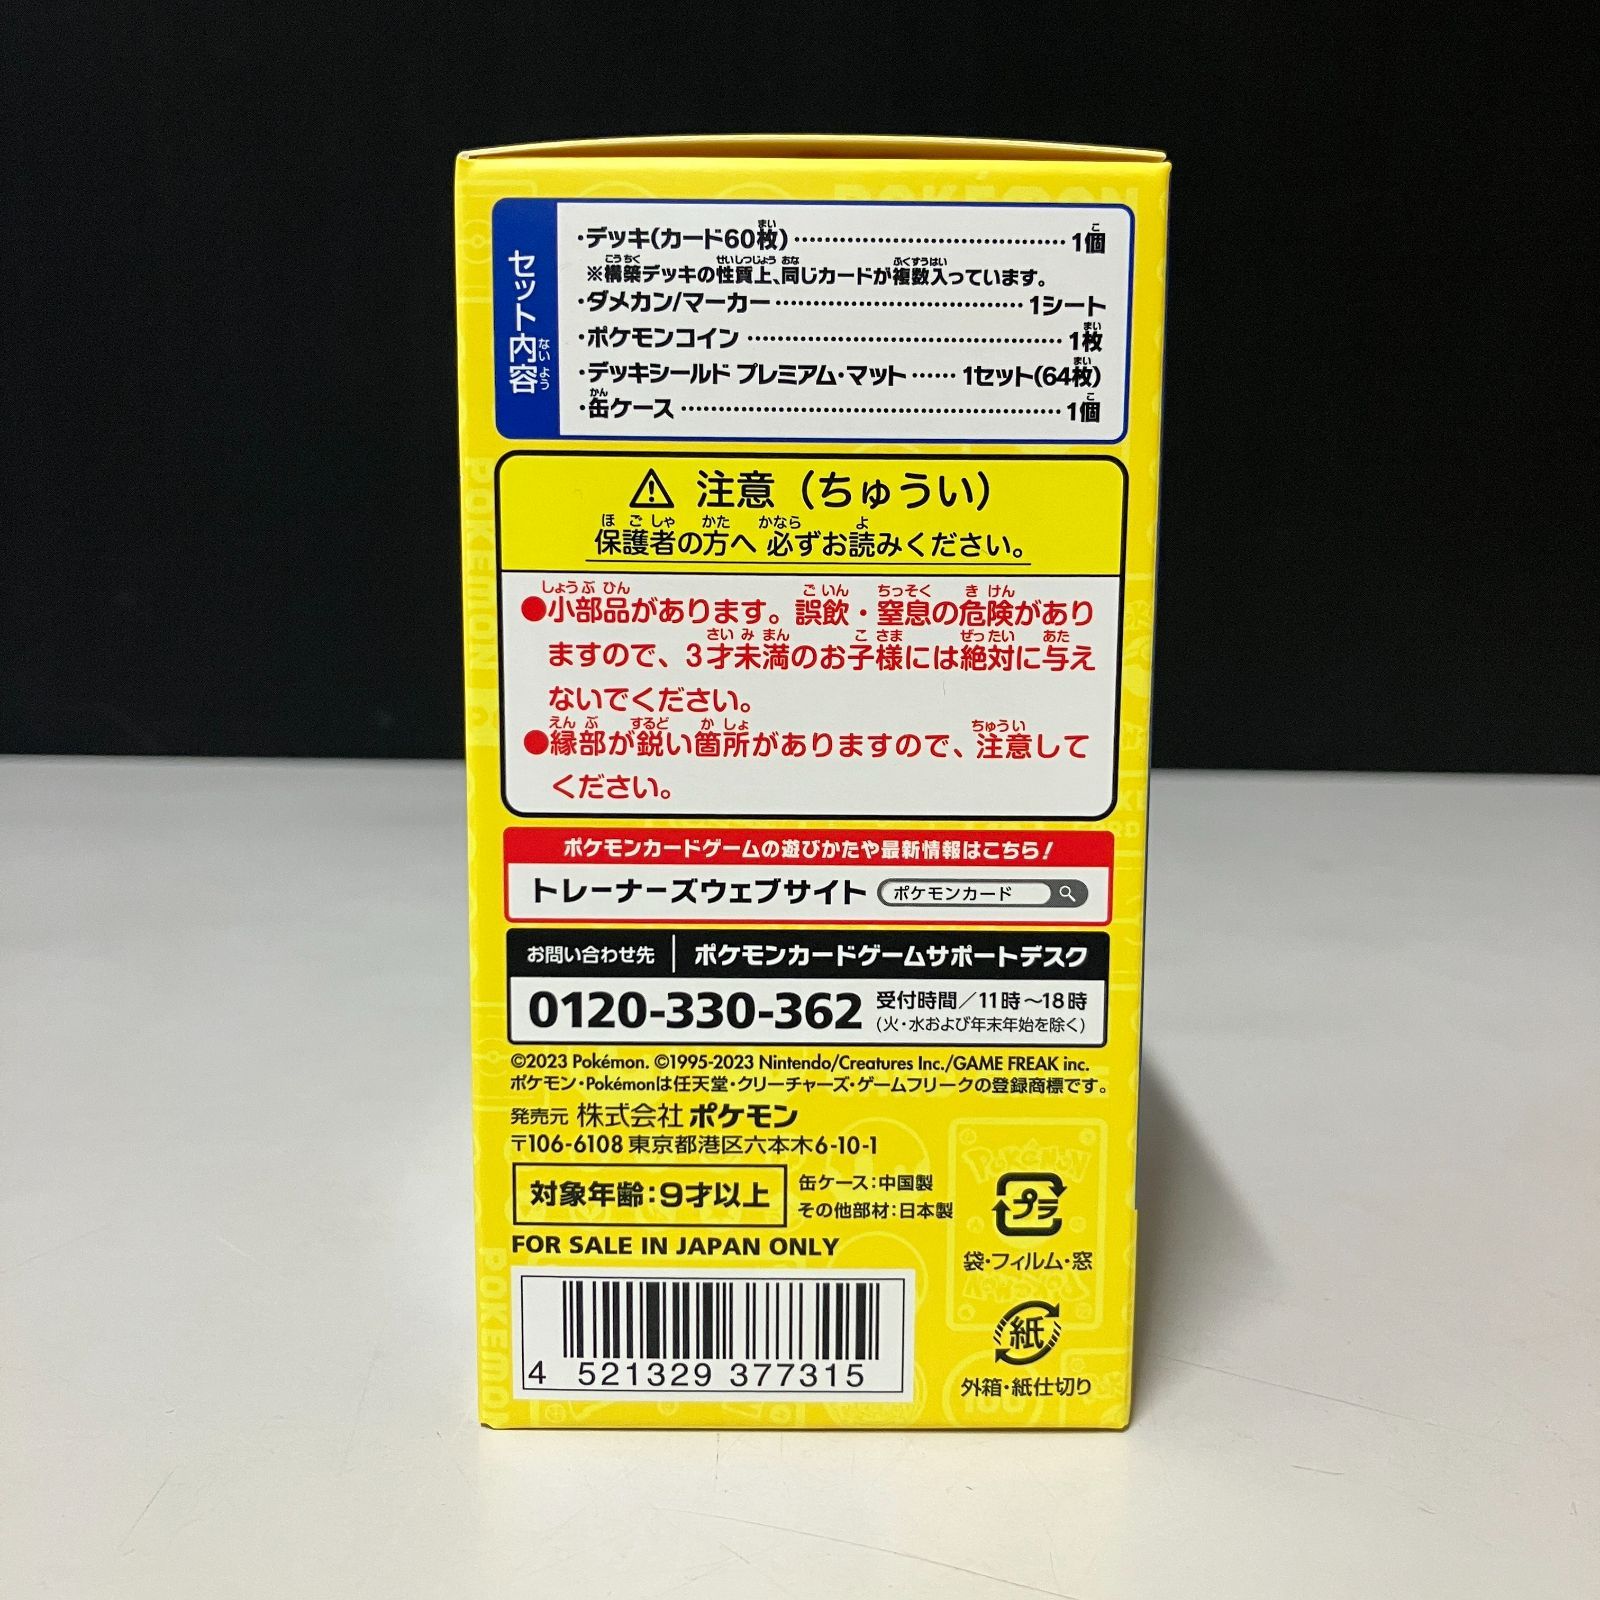 セット内容
・デッキ(カード60枚)……………………………1個
※構築デッキの性質上、同じカードが複数入っています。
・ダメカン/マーカー……………………………1シート
・ポケモンコイン……………………………1枚
・デッキシールド プレミアム・マット……1セット(64枚)
・缶ケース……………………………1個
⚠ 注意（ちゅうい）
保護者の方へ 必ずお読みください。
●小部品があります。誤飲・窒息の危険があり
ますので、3才未満のお子様には絶対に与え
ないでください。
●縁部が鋭い箇所がありますので、注意して
ください。
ポケモンカードゲームの遊びかたや最新情報はこちら!
トレーナーズウェブサイト ポケモンカード
お問い合わせ先 ポケモンカードゲームサポートデスク
0120-330-362 受付時間／11時～18時
(火・水および年末年始を除く)
©2023 Pokémon. ©1995-2023 Nintendo/Creatures Inc./GAME FREAK inc.
ポケモン・Pokémonは任天堂・クリーチャーズ・ゲームフリークの登録商標です。
発売元 株式会社 ポケモン
〒106-6108 東京都港区六本木6-10-1
対象年齢:9才以上
缶ケース:中国製
その他部材:日本製
FOR SALE IN JAPAN ONLY
4 521329 377315
プラ
袋・フィルム・窓
紙
外箱・紙仕切り